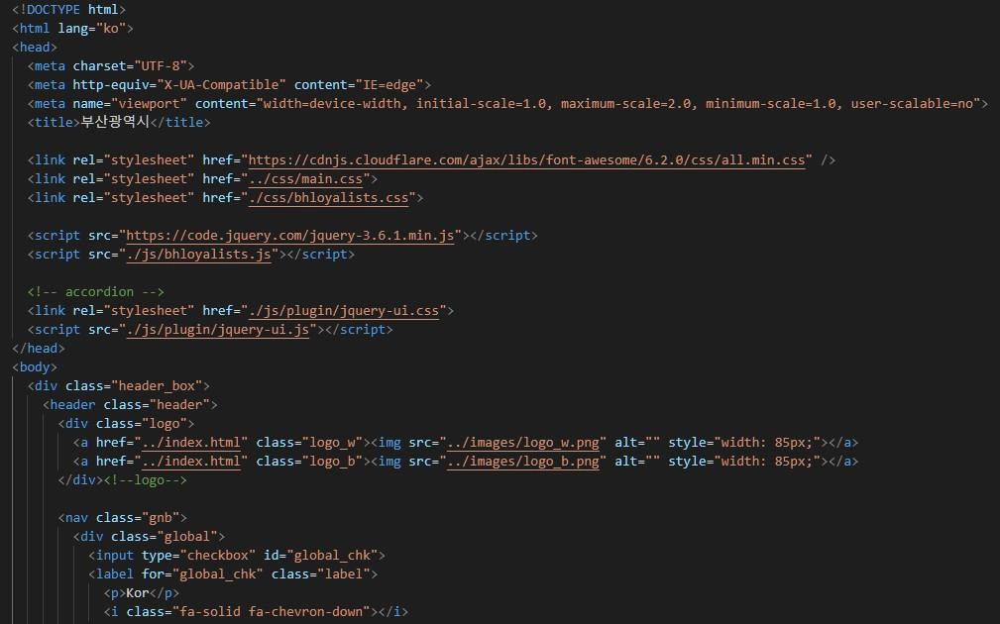 <!DOCTYPE html>
<html lang="ko">
<head>
<meta charset="UTF-8">
<meta http-equiv="X-UA-Compatible" content="IE=edge">
<meta name="viewport" content="width=device-width, initial-scale=1.0, maximum-scale=2.0, minimum-scale=1.0, user-scalable=no">
<title>부산광역시</title>
<link rel="stylesheet" href="https://cdnjs.cloudflare.com/ajax/libs/font-awesome/6.2.0/css/all.min.css" />
<link rel="stylesheet" href="../css/main.css">
<link rel="stylesheet" href="./css/bhloyalists.css">
<script src="https://code.jquery.com/jquery-3.6.1.min.js"></script>
<script src="./js/bhloyalists.js"></script>
<!-- accordion -->
<link rel="stylesheet" href="./js/plugin/jquery-ui.css">
<script src="./js/plugin/jquery-ui.js"></script>
</head>
<body>
<div class="header_box">
<header class="header">
<div class="logo">
<a href="../index.html" class="logo_w"><img src="../images/logo_w.png" alt="" style="width: 85px;"></a>
<a href="../index.html" class="logo_b"><img src="../images/logo_b.png" alt="" style="width: 85px;"></a>
</div><!--logo-->
<nav class="gnb">
<div class="global">
<input type="checkbox" id="global_chk">
<label for="global_chk" class="label">
<p>Kor</p>
<i class="fa-solid fa-chevron-down"></i>